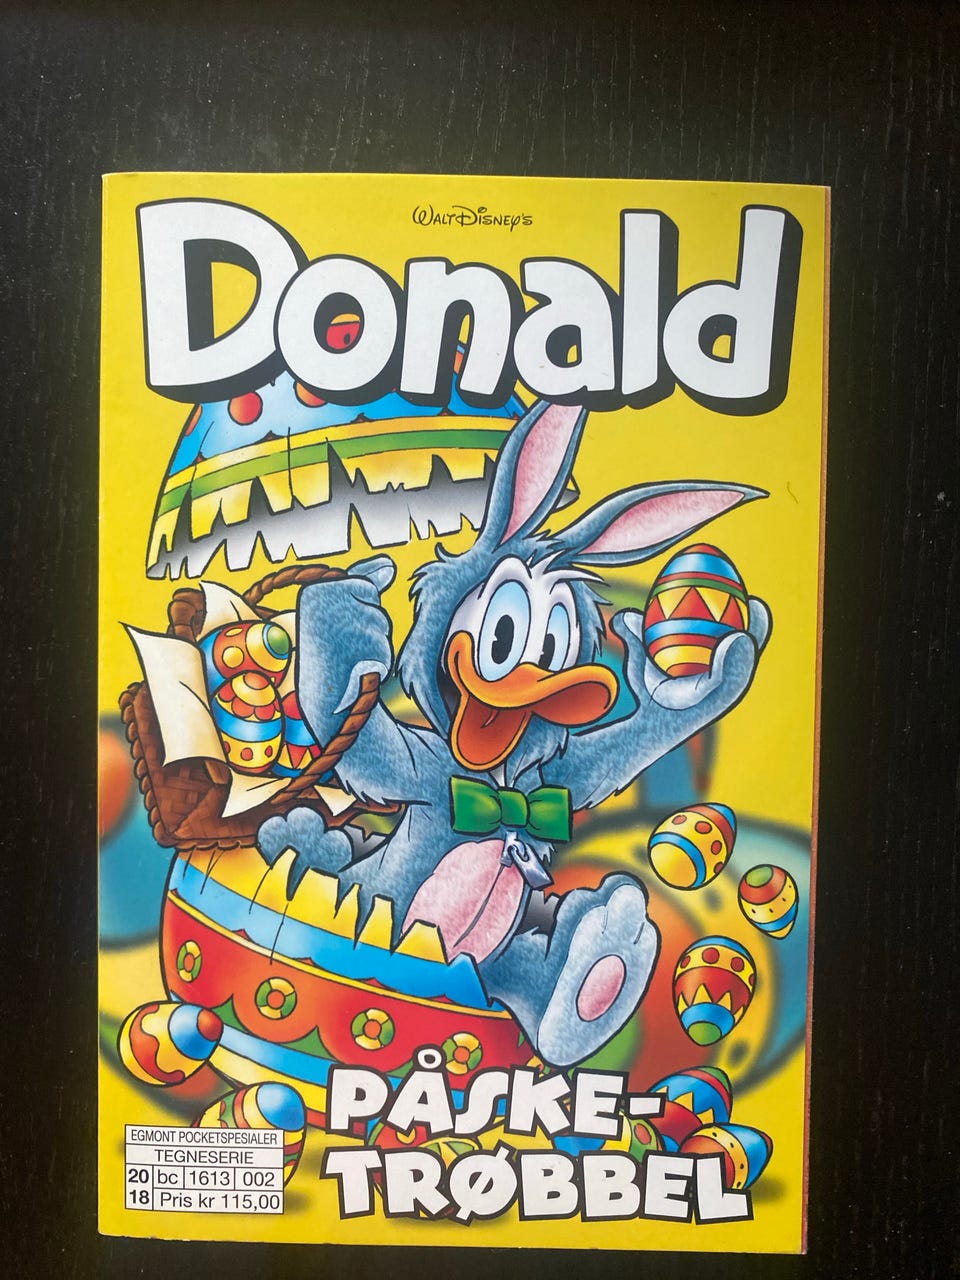 WALT DISNEY'S
Donald
PÅSKE-
TRØBBEL
EGMONT POCKETSPESIALER
TEGNESERIE
20 bc 1613 002
18 Pris kr 115,00